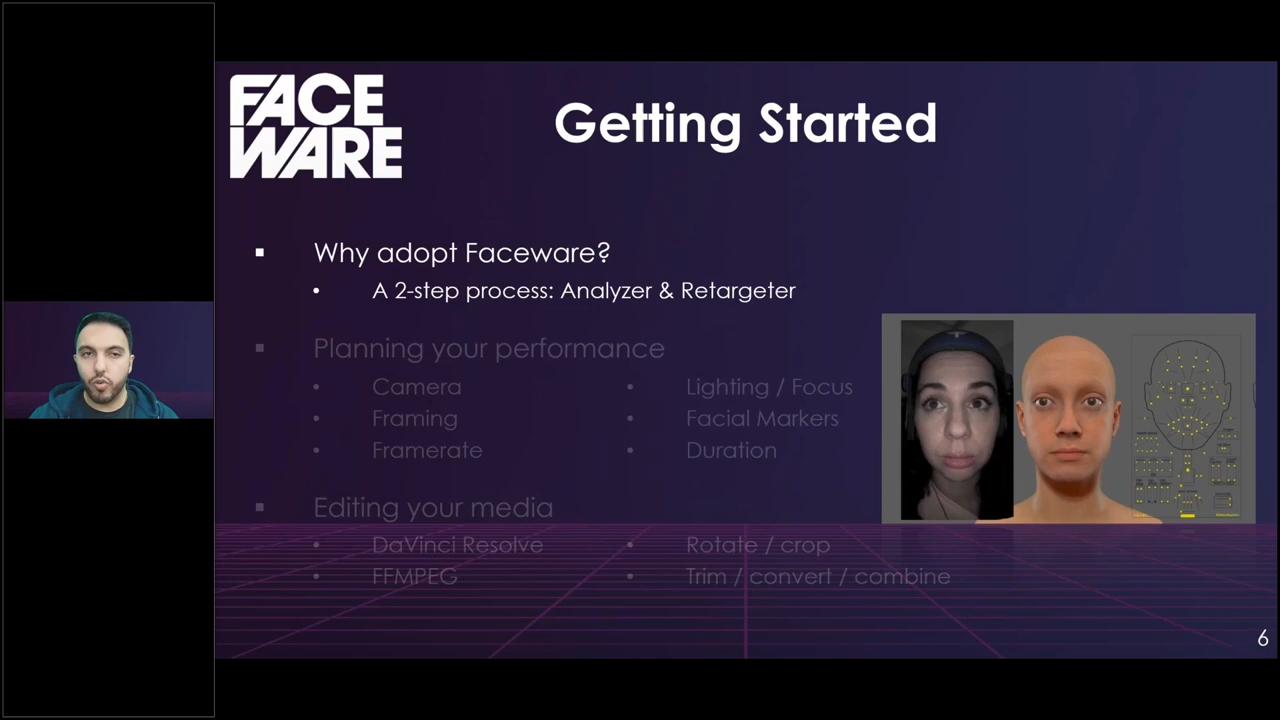 FACE
WARE
Getting Started
Why adopt Faceware?
A 2-step process: Analyzer & Retargeter
Planning your performance
Camera
Lighting / Focus
Framing
Facial Markers
Framerate
Duration
Editing your media
DaVinci Resolve
Rotate / crop
FFMPEG
Trim / convert / combine
6